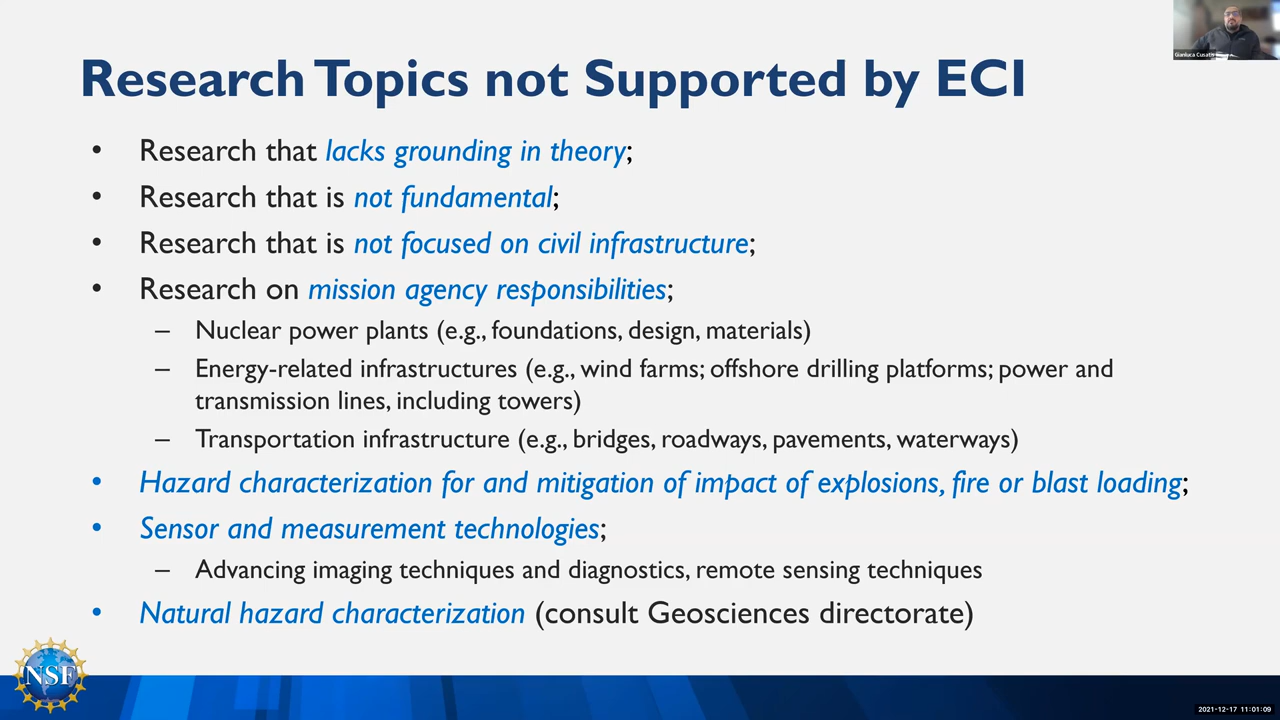 Gianluca Cusatis
Research Topics not Supported by ECI
• Research that lacks grounding in theory;
• Research that is not fundamental;
• Research that is not focused on civil infrastructure;
• Research on mission agency responsibilities;
– Nuclear power plants (e.g., foundations, design, materials)
– Energy-related infrastructures (e.g., wind farms; offshore drilling platforms; power and
transmission lines, including towers)
– Transportation infrastructure (e.g., bridges, roadways, pavements, waterways)
• Hazard characterization for and mitigation of impact of explosions, fire or blast loading;
• Sensor and measurement technologies;
– Advancing imaging techniques and diagnostics, remote sensing techniques
• Natural hazard characterization (consult Geosciences directorate)
NSF
2021-12-17 11:01:09